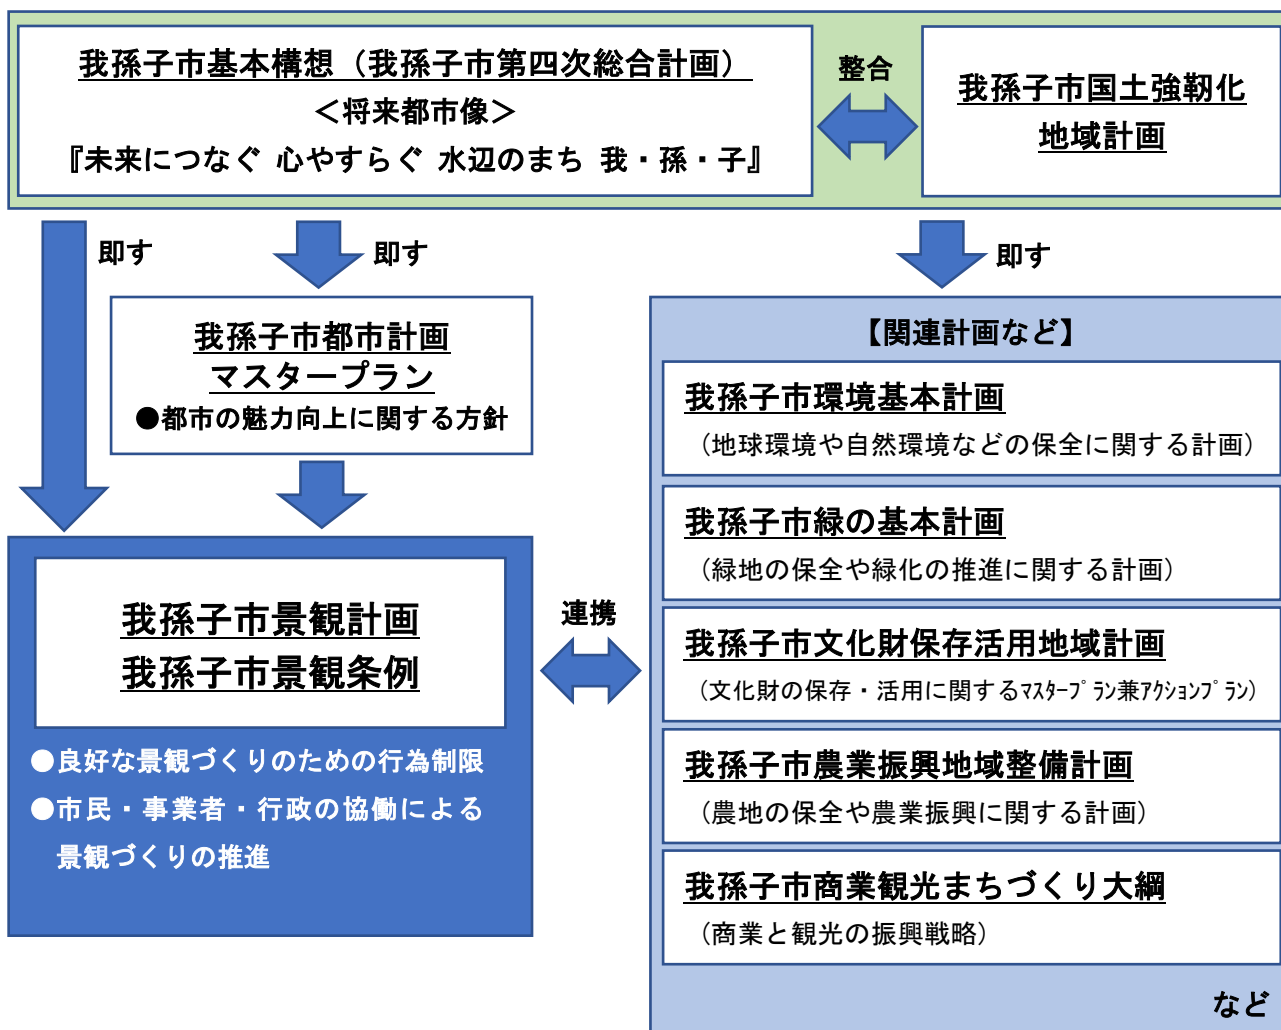 我孫子市基本構想（我孫子市第四次総合計画）
＜将来都市像＞
『未来につなぐ 心やすらぐ 水辺のまち 我・孫・子』
整合
我孫子市国土強靭化
地域計画
即す
即す
即す
我孫子市都市計画
マスタープラン
●都市の魅力向上に関する方針
我孫子市景観計画
我孫子市景観条例
●良好な景観づくりのための行為制限
●市民・事業者・行政の協働による
景観づくりの推進
連携
【関連計画など】
我孫子市環境基本計画
（地球環境や自然環境などの保全に関する計画）
我孫子市緑の基本計画
（緑地の保全や緑化の推進に関する計画）
我孫子市文化財保存活用地域計画
（文化財の保存・活用に関するﾏｽﾀｰﾌﾟﾗﾝ兼ｱｸｼｮﾝﾌﾟﾗﾝ）
我孫子市農業振興地域整備計画
（農地の保全や農業振興に関する計画）
我孫子市商業観光まちづくり大綱
（商業と観光の振興戦略）
など